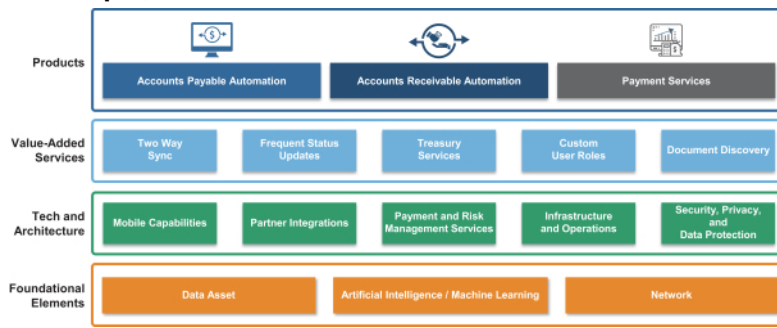 Products
Accounts Payable Automation
Accounts Receivable Automation
Payment Services
Value-Added
Services
Two Way
Sync
Frequent Status
Updates
Treasury
Services
Custom
User Roles
Document Discovery
Tech and
Architecture
Mobile Capabilities
Partner Integrations
Payment and Risk
Management Services
Infrastructure
and Operations
Security, Privacy,
and
Data Protection
Foundational
Elements
Data Asset
Artificial Intelligence / Machine Learning
Network